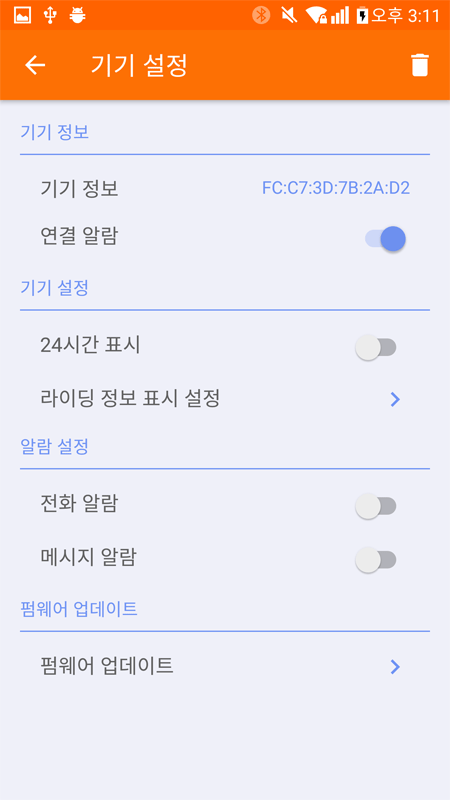 오후 3:11
기기 설정
기기 정보
기기 정보 FC:C7:3D:7B:2A:D2
연결 알람
기기 설정
24시간 표시
라이딩 정보 표시 설정
알람 설정
전화 알람
메시지 알람
펌웨어 업데이트
펌웨어 업데이트